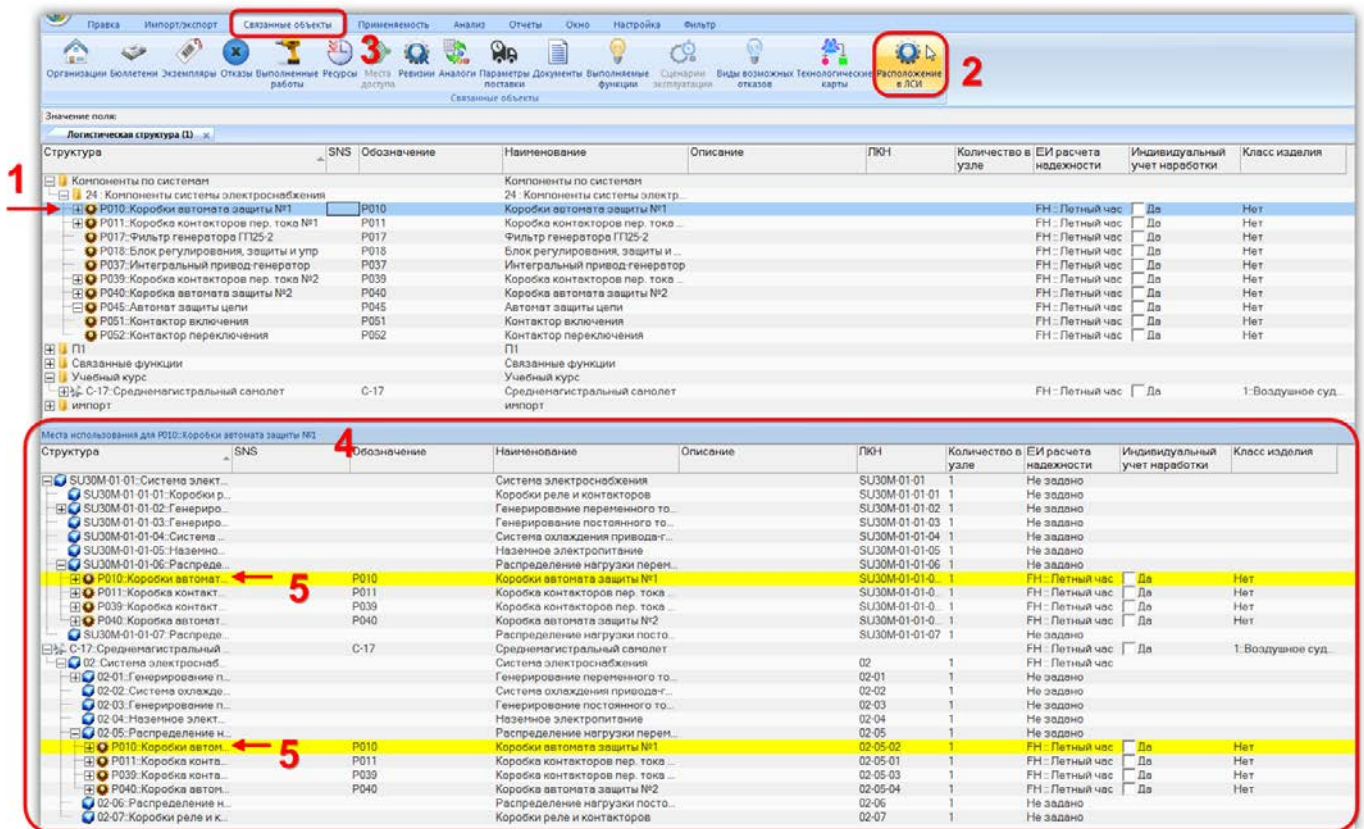 Правка Импорт/экспорт Связанные объекты Применяемость Анализ Отчеты Окно Настройка Фильтр
3
2
Организации Бюллетени Экземпляры Отказы Выполненные работы Ресурсы Места доступа Ревизии Аналоги Параметры поставки Документы Выполняемые функции Сценарии эксплуатации Виды возможных отказов Технологические карты Расположение в ЛСИ
Связанные объекты
Значение поля:
Логистическая структура (1) x
Структура SNS Обозначение Наименование Описание ЛКН Количество в узле ЕИ расчета надежности Индивидуальный учет наработки Класс изделия
1
Компоненты по системам Компоненты по системам
24::Компоненты системы электроснабжения 24::Компоненты системы электр...
P010::Коробки автомата защиты №1 P010 Коробки автомата защиты №1 FH::Летный час Да Нет
P011::Коробка контакторов пер. тока №1 P011 Коробка контакторов пер. тока ... FH::Летный час Да Нет
P017::Фильтр генератора ГП25-2 P017 Фильтр генератора ГП25-2 FH::Летный час Да Нет
P018::Блок регулирования, защиты и упр P018 Блок регулирования, защиты и ... FH::Летный час Да Нет
P037::Интегральный привод-генератор P037 Интегральный привод-генератор FH::Летный час Да Нет
P039::Коробка контакторов пер. тока №2 P039 Коробка контакторов пер. тока ... FH::Летный час Да Нет
P040::Коробка автомата защиты №2 P040 Коробка автомата защиты №2 FH::Летный час Да Нет
P045::Автомат защиты цепи P045 Автомат защиты цепи FH::Летный час Да Нет
P051::Контактор включения P051 Контактор включения FH::Летный час Да Нет
P052::Контактор переключения P052 Контактор переключения FH::Летный час Да Нет
П1 П1
Связанные функции Связанные функции
Учебный курс Учебный курс
С-17::Среднемагистральный самолет С-17 Среднемагистральный самолет FH::Летный час Да 1::Воздушное суд...
импорт импорт
Места использования для P010::Коробки автомата защиты №1
4
Структура SNS Обозначение Наименование Описание ЛКН Количество в узле ЕИ расчета надежности Индивидуальный учет наработки Класс изделия
SU30M-01-01::Система элект... Система электроснабжения SU30M-01-01 1 Не задано
SU30M-01-01-01::Коробки р... Коробки реле и контакторов SU30M-01-01-01 1 Не задано
SU30M-01-01-02::Генериро... Генерирование переменного то... SU30M-01-01-02 1 Не задано
SU30M-01-01-03::Генериро... Генерирование постоянного то... SU30M-01-01-03 1 Не задано
SU30M-01-01-04::Система ... Система охлаждения привода-г... SU30M-01-01-04 1 Не задано
SU30M-01-01-05::Наземно... Наземное электропитание SU30M-01-01-05 1 Не задано
SU30M-01-01-06::Распреде... Распределение нагрузки перем... SU30M-01-01-06 1 Не задано
P010::Коробки автомат... 5 P010 Коробки автомата защиты №1 SU30M-01-01-0... 1 FH::Летный час Да Нет
P011::Коробка контакт... P011 Коробка контакторов пер. тока ... SU30M-01-01-0... 1 FH::Летный час Да Нет
P039::Коробка контакт... P039 Коробка контакторов пер. тока ... SU30M-01-01-0... 1 FH::Летный час Да Нет
P040::Коробка автомат... P040 Коробка автомата защиты №2 SU30M-01-01-0... 1 FH::Летный час Да Нет
SU30M-01-01-07::Распреде... Распределение нагрузки посто... SU30M-01-01-07 1 Не задано
С-17::Среднемагистральный ... С-17 Среднемагистральный самолет FH::Летный час Да 1::Воздушное суд...
02::Система электроснаб... Система электроснабжения 02 1 FH::Летный час
02-01::Генерирование п... Генерирование переменного то... 02-01 1 Не задано
02-02::Система охлажде... Система охлаждения привода-г... 02-02 1 Не задано
02-03::Генерирование п... Генерирование постоянного то... 02-03 1 Не задано
02-04::Наземное элект... Наземное электропитание 02-04 1 Не задано
02-05::Распределение н... Распределение нагрузки перем... 02-05 1 Не задано
P010::Коробки автом... 5 P010 Коробки автомата защиты №1 02-05-02 1 FH::Летный час Да Нет
P011::Коробка конта... P011 Коробка контакторов пер. тока ... 02-05-01 1 FH::Летный час Да Нет
P039::Коробка конта... P039 Коробка контакторов пер. тока ... 02-05-03 1 FH::Летный час Да Нет
P040::Коробка автом... P040 Коробка автомата защиты №2 02-05-04 1 FH::Летный час Да Нет
02-06::Распределение н... Распределение нагрузки посто... 02-06 1 Не задано
02-07::Коробки реле и к... Коробки реле и контакторов 02-07 1 Не задано